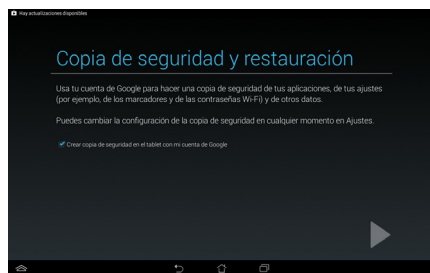 Hay actualizaciones disponibles
Copia de seguridad y restauración
Usa tu cuenta de Google para hacer una copia de seguridad de tus aplicaciones, de tus ajustes
(por ejemplo, de los marcadores y de las contraseñas Wi-Fi) y de otros datos.
Puedes cambiar la configuración de la copia de seguridad en cualquier momento en Ajustes.
Crear copia de seguridad en el tablet con mi cuenta de Google